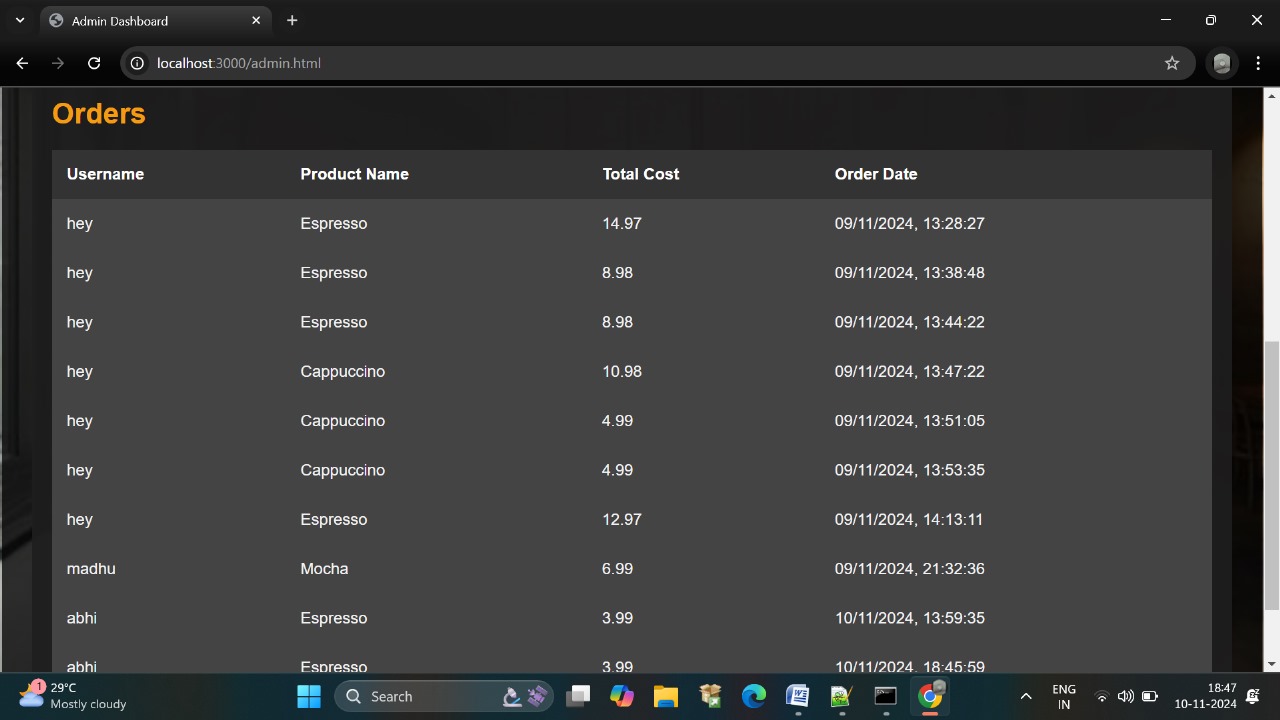 Admin Dashboard
localhost:3000/admin.html
Orders
Username Product Name Total Cost Order Date
hey Espresso 14.97 09/11/2024, 13:28:27
hey Espresso 8.98 09/11/2024, 13:38:48
hey Espresso 8.98 09/11/2024, 13:44:22
hey Cappuccino 10.98 09/11/2024, 13:47:22
hey Cappuccino 4.99 09/11/2024, 13:51:05
hey Cappuccino 4.99 09/11/2024, 13:53:35
hey Espresso 12.97 09/11/2024, 14:13:11
madhu Mocha 6.99 09/11/2024, 21:32:36
abhi Espresso 3.99 10/11/2024, 13:59:35
abhi Espresso 3.99 10/11/2024, 18:45:59
1
29°C
Mostly cloudy
Search
ENG
IN
18:47
10-11-2024